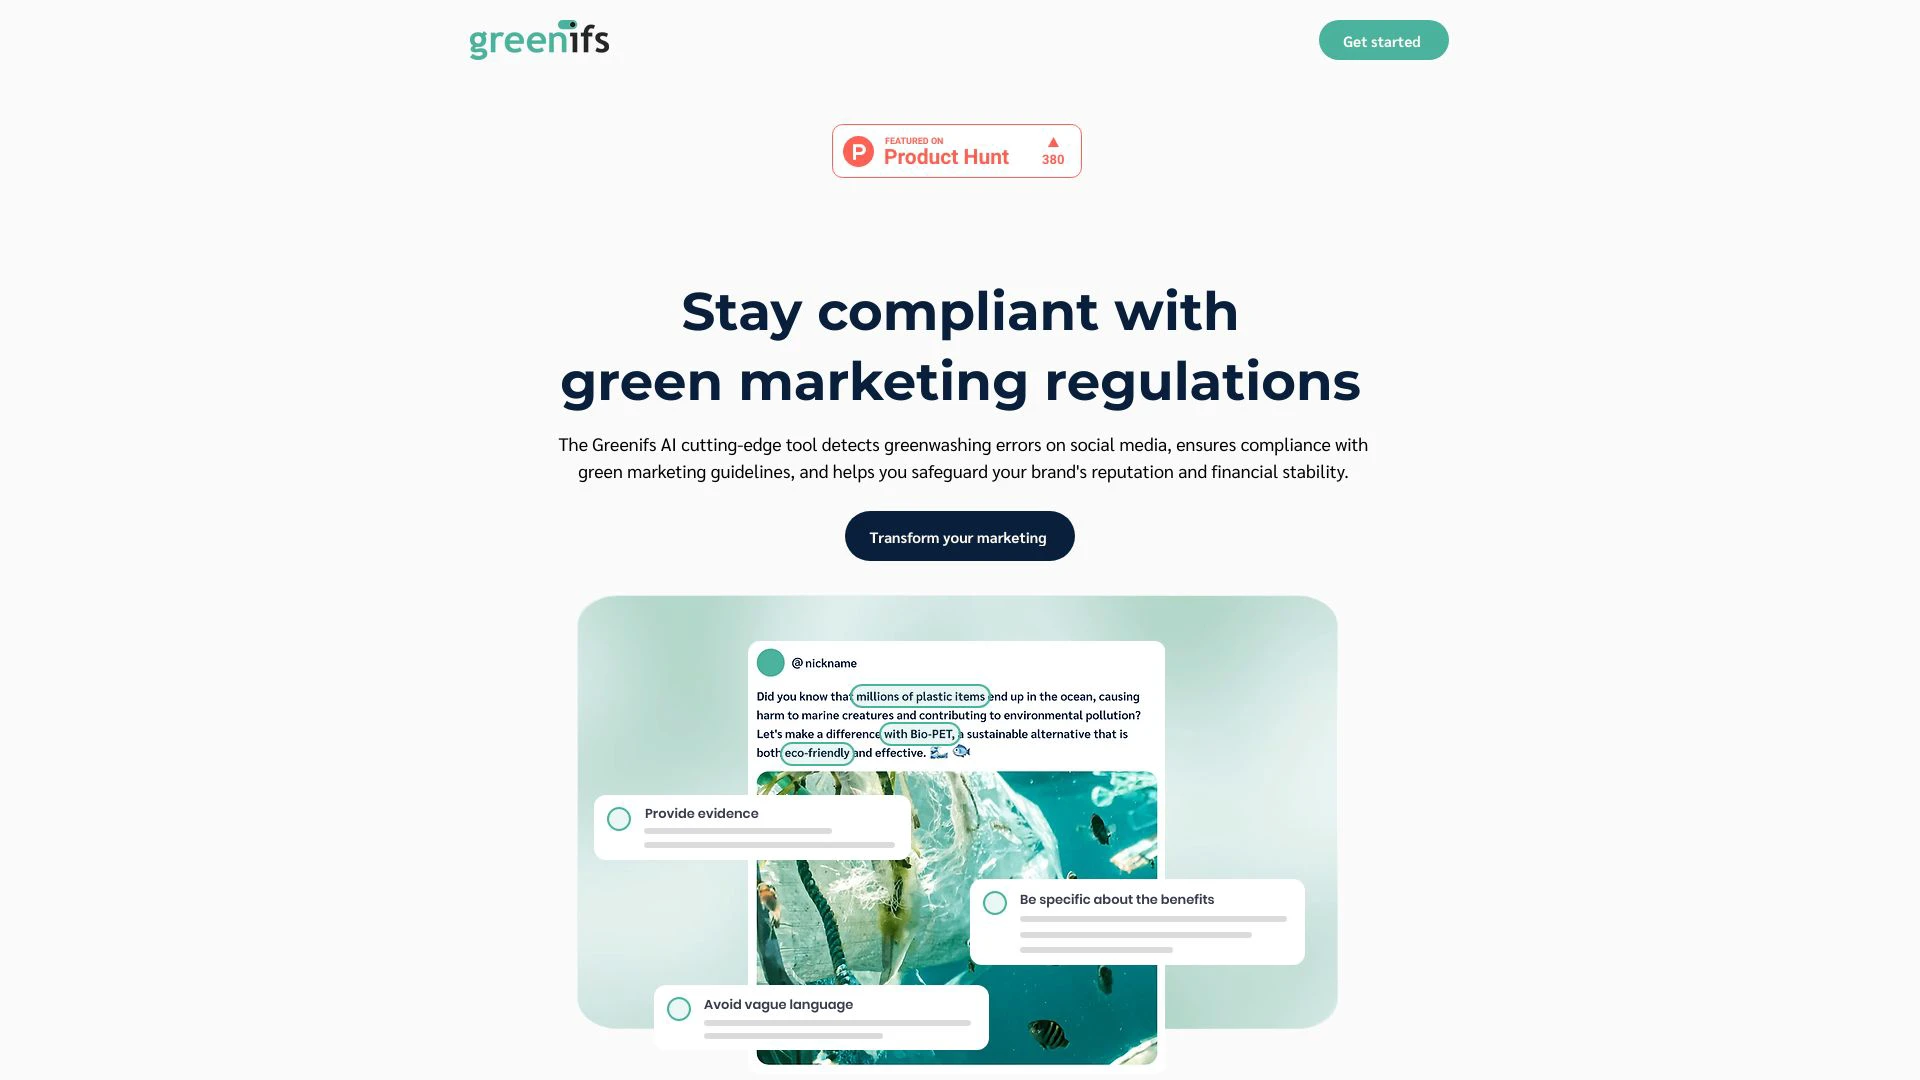 greenifs
Get started
FEATURED ON
Product Hunt
380
Stay compliant with
green marketing regulations
The Greenifs AI cutting-edge tool detects greenwashing errors on social media, ensures compliance with
green marketing guidelines, and helps you safeguard your brand's reputation and financial stability.
Transform your marketing
@nickname
Did you know that millions of plastic items end up in the ocean, causing
harm to marine creatures and contributing to environmental pollution?
Let's make a difference with Bio-PET, a sustainable alternative that is
both eco-friendly and effective.
Provide evidence
Be specific about the benefits
Avoid vague language